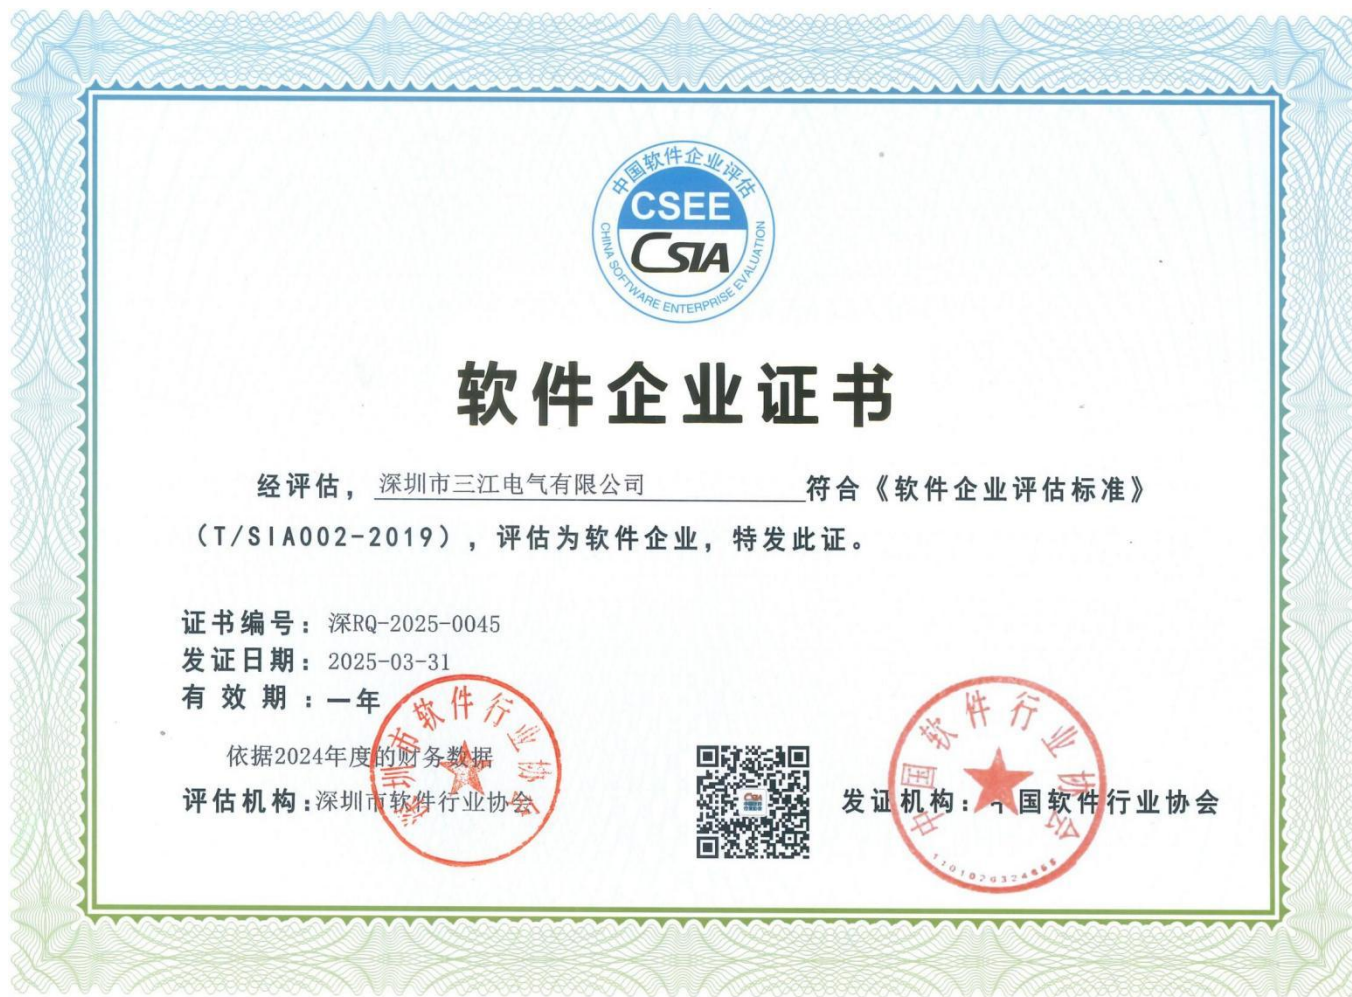 中国软件企业评估
CSEE
CSIA
CHINA SOFTWARE ENTERPRISE EVALUATION
软件企业证书
经评估，深圳市三江电气有限公司符合《软件企业评估标准》
（T/SIA002-2019），评估为软件企业，特发此证。
证书编号：深RQ-2025-0045
发证日期：2025-03-31
有效期：一年
依据2024年度的财务数据
评估机构：深圳市软件行业协会
深圳市软件行业协会
发证机构：中国软件行业协会
中国软件行业协会